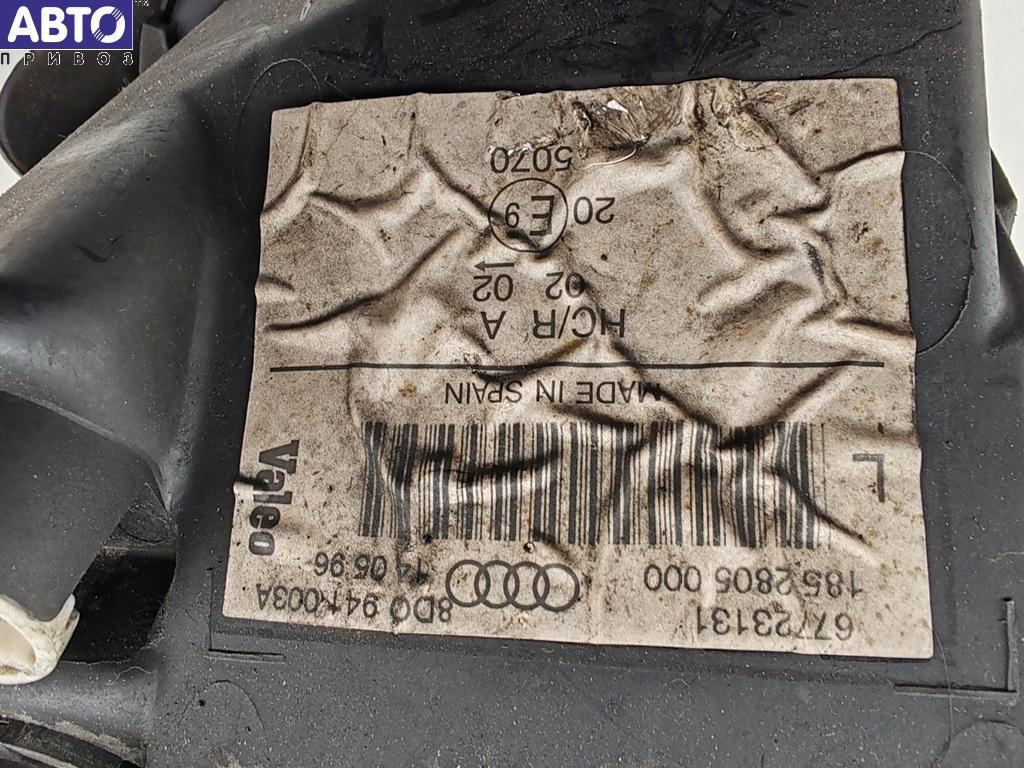 АВТО
ПРИВОЗ
67723131
8D0 941 003A
185 2805 000
14 05 96
Valeo
L
MADE IN SPAIN
HC/R A
02 02
20 E9
5070